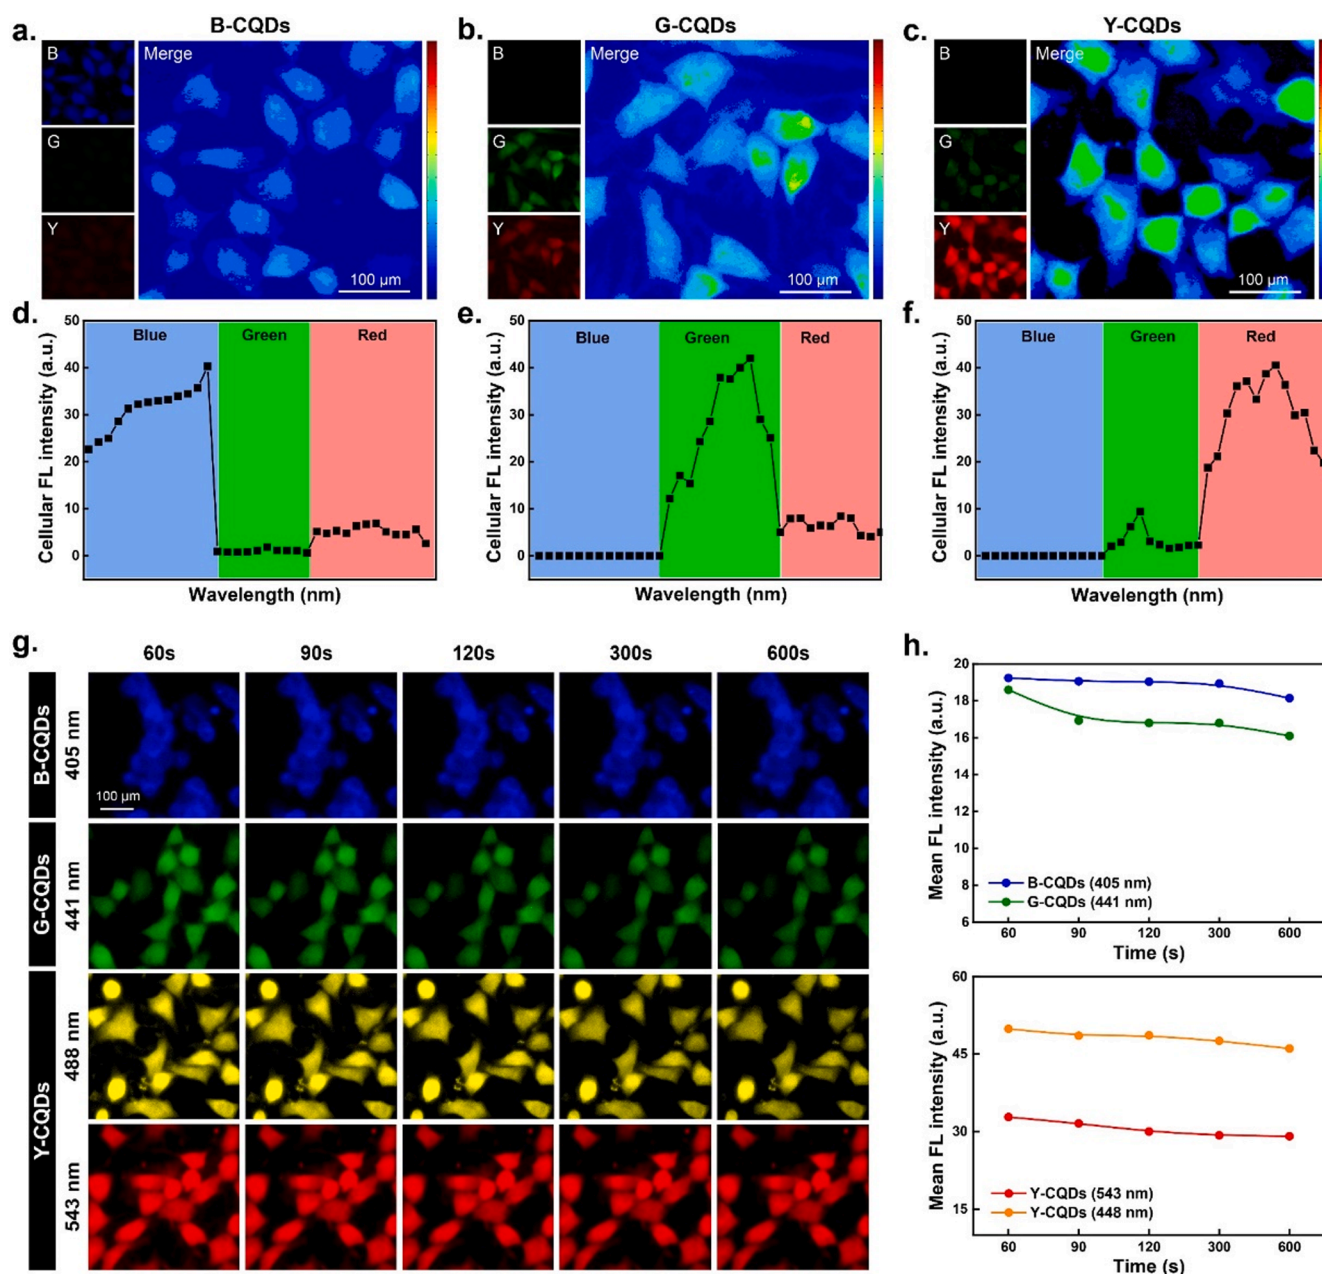 a. B-CQDs
B
Merge
G
Y
100 µm
b. G-CQDs
B
Merge
G
Y
100 µm
c. Y-CQDs
B
Merge
G
Y
100 µm
d.
Cellular FL intensity (a.u.)
50
40
30
20
10
0
Blue Green Red
Wavelength (nm)
e.
Cellular FL intensity (a.u.)
50
40
30
20
10
0
Blue Green Red
Wavelength (nm)
f.
Cellular FL intensity (a.u.)
50
40
30
20
10
0
Blue Green Red
Wavelength (nm)
g.
60s 90s 120s 300s 600s
B-CQDs 405 nm
100 µm
G-CQDs 441 nm
Y-CQDs
488 nm
543 nm
h.
Mean FL intensity (a.u.)
20
18
16
14
12
10
8
6
B-CQDs (405 nm)
G-CQDs (441 nm)
60 90 120 300 600
Time (s)
Mean FL intensity (a.u.)
60
45
30
15
Y-CQDs (543 nm)
Y-CQDs (448 nm)
60 90 120 300 600
Time (s)